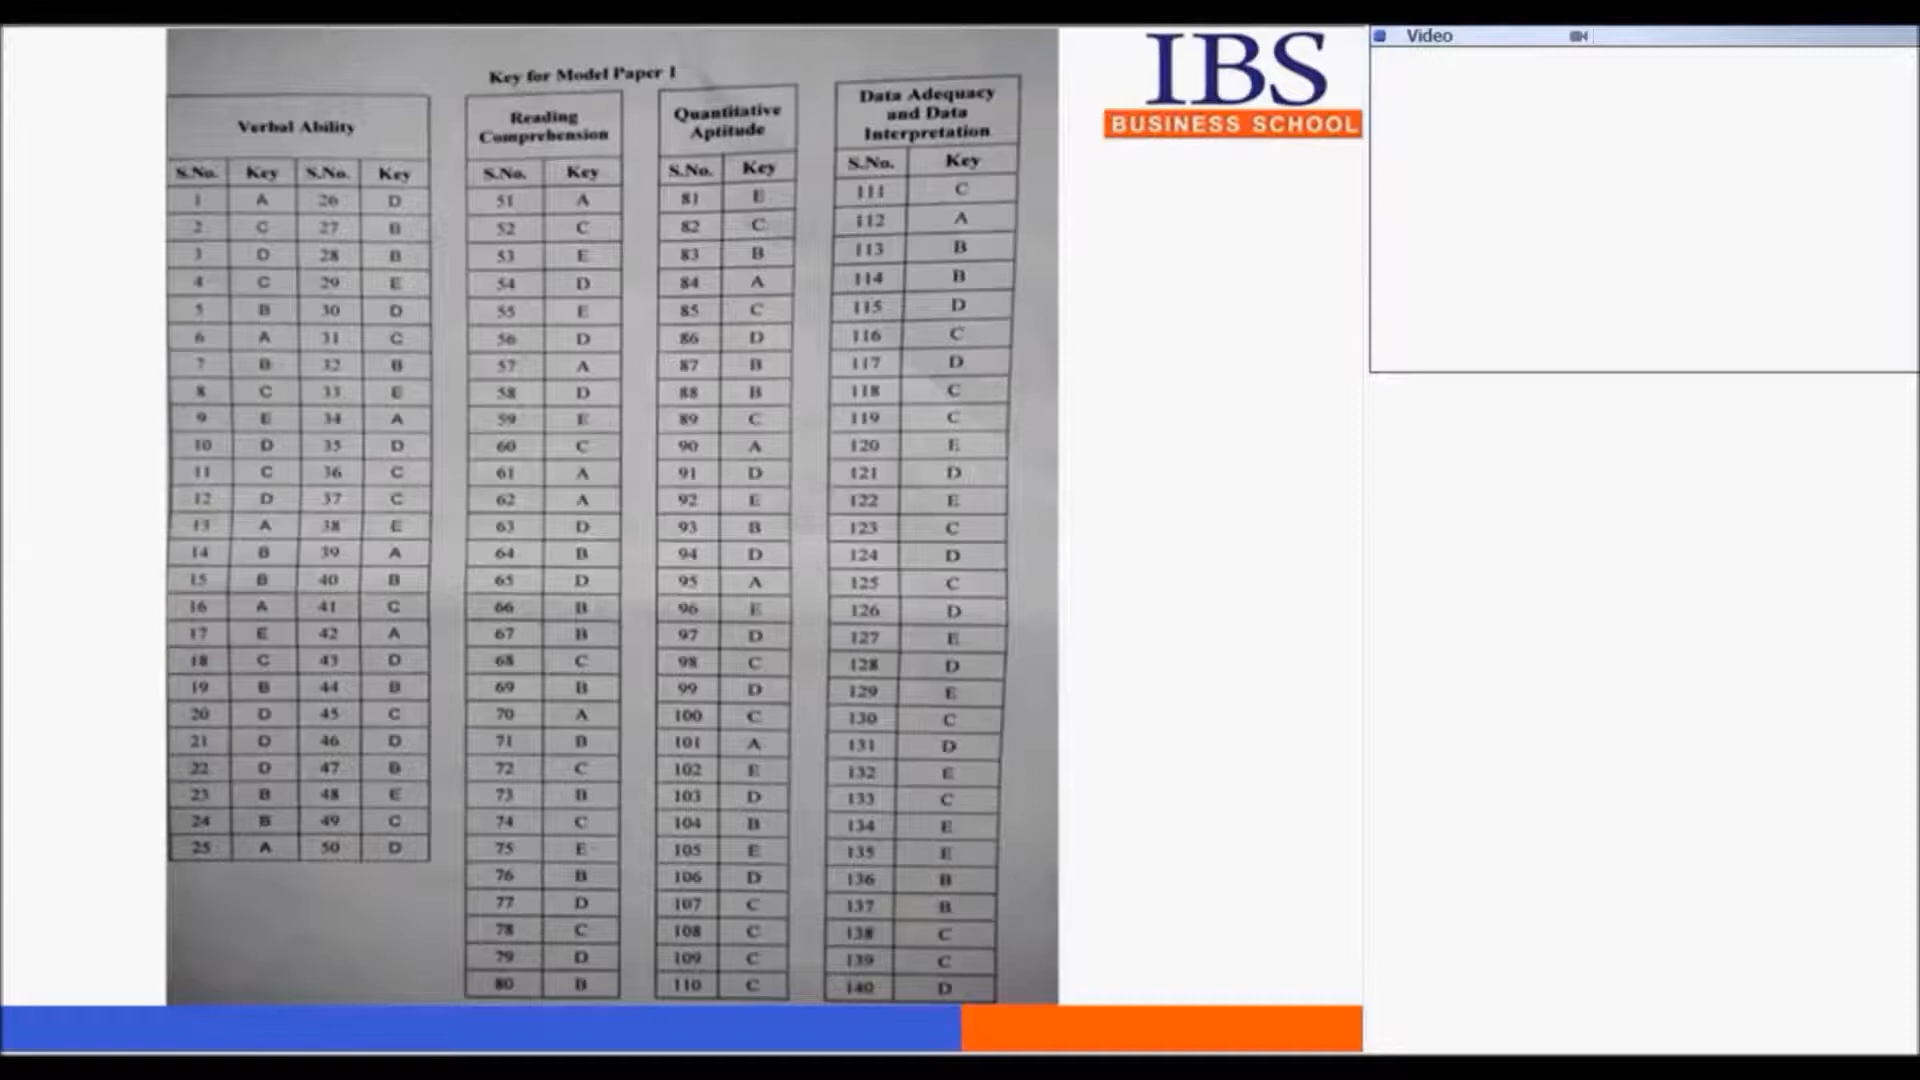 Key for Model Paper 1
Verbal Ability
S.No. Key S.No. Key
1 A 26 D
2 C 27 B
3 D 28 B
4 C 29 E
5 B 30 D
6 A 31 C
7 B 32 B
8 C 33 E
9 E 34 A
10 D 35 D
11 C 36 C
12 D 37 C
13 A 38 E
14 B 39 A
15 B 40 B
16 A 41 C
17 E 42 A
18 C 43 D
19 B 44 B
20 D 45 C
21 D 46 D
22 D 47 B
23 B 48 E
24 B 49 C
25 A 50 D
Reading
Comprehension
S.No. Key
51 A
52 C
53 E
54 D
55 E
56 D
57 A
58 D
59 E
60 C
61 A
62 A
63 D
64 B
65 D
66 B
67 B
68 C
69 B
70 A
71 B
72 C
73 B
74 C
75 E
76 B
77 D
78 C
79 D
80 B
Quantitative
Aptitude
S.No. Key
81 E
82 C
83 B
84 A
85 C
86 D
87 B
88 B
89 C
90 A
91 D
92 E
93 B
94 D
95 A
96 E
97 D
98 C
99 D
100 C
101 A
102 E
103 D
104 B
105 E
106 D
107 C
108 C
109 C
110 C
Data Adequacy
and Data
Interpretation
S.No. Key
111 C
112 A
113 B
114 B
115 D
116 C
117 D
118 C
119 C
120 E
121 D
122 E
123 C
124 D
125 C
126 D
127 E
128 D
129 E
130 C
131 D
132 E
133 C
134 E
135 E
136 B
137 B
138 C
139 C
140 D
IBS
BUSINESS SCHOOL
Video